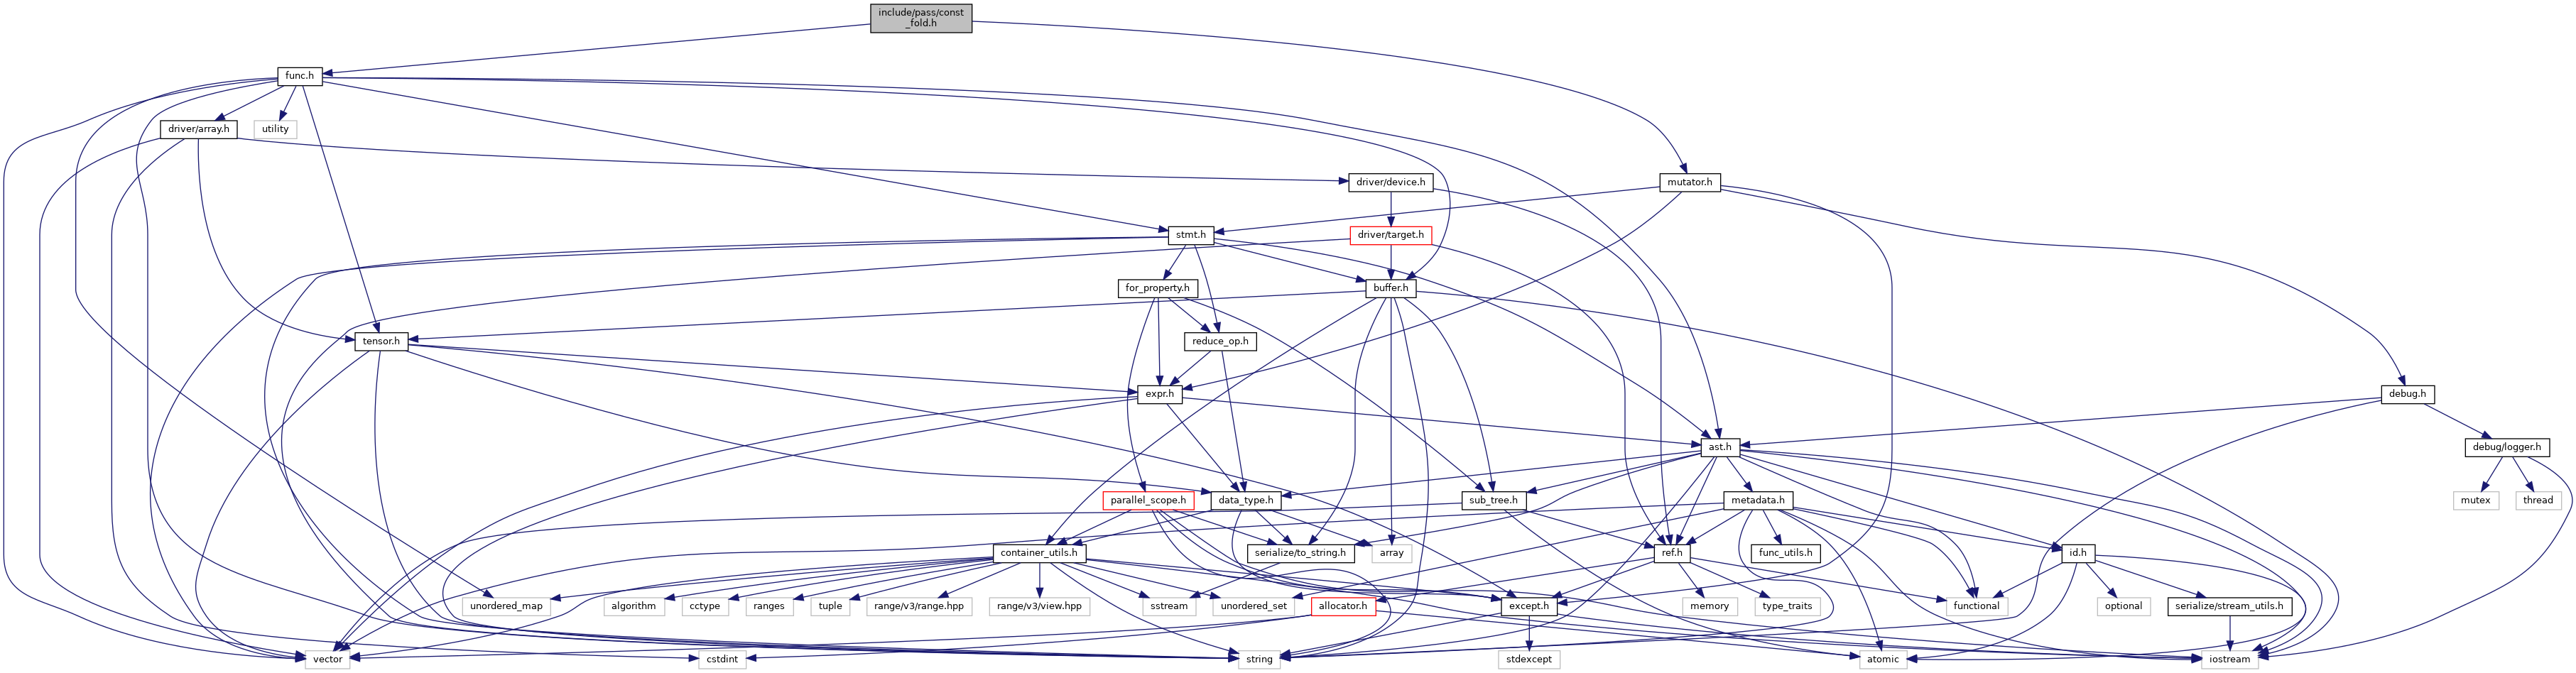 include/pass/const
_fold.h
func.h
driver/array.h
utility
driver/device.h
mutator.h
stmt.h
driver/target.h
for_property.h
buffer.h
tensor.h
reduce_op.h
expr.h
debug.h
ast.h
debug/logger.h
parallel_scope.h
data_type.h
sub_tree.h
metadata.h
mutex
thread
container_utils.h
serialize/to_string.h
array
ref.h
func_utils.h
id.h
unordered_map
algorithm
cctype
ranges
tuple
range/v3/range.hpp
range/v3/view.hpp
sstream
unordered_set
allocator.h
except.h
memory
type_traits
functional
optional
serialize/stream_utils.h
vector
cstdint
string
stdexcept
atomic
iostream